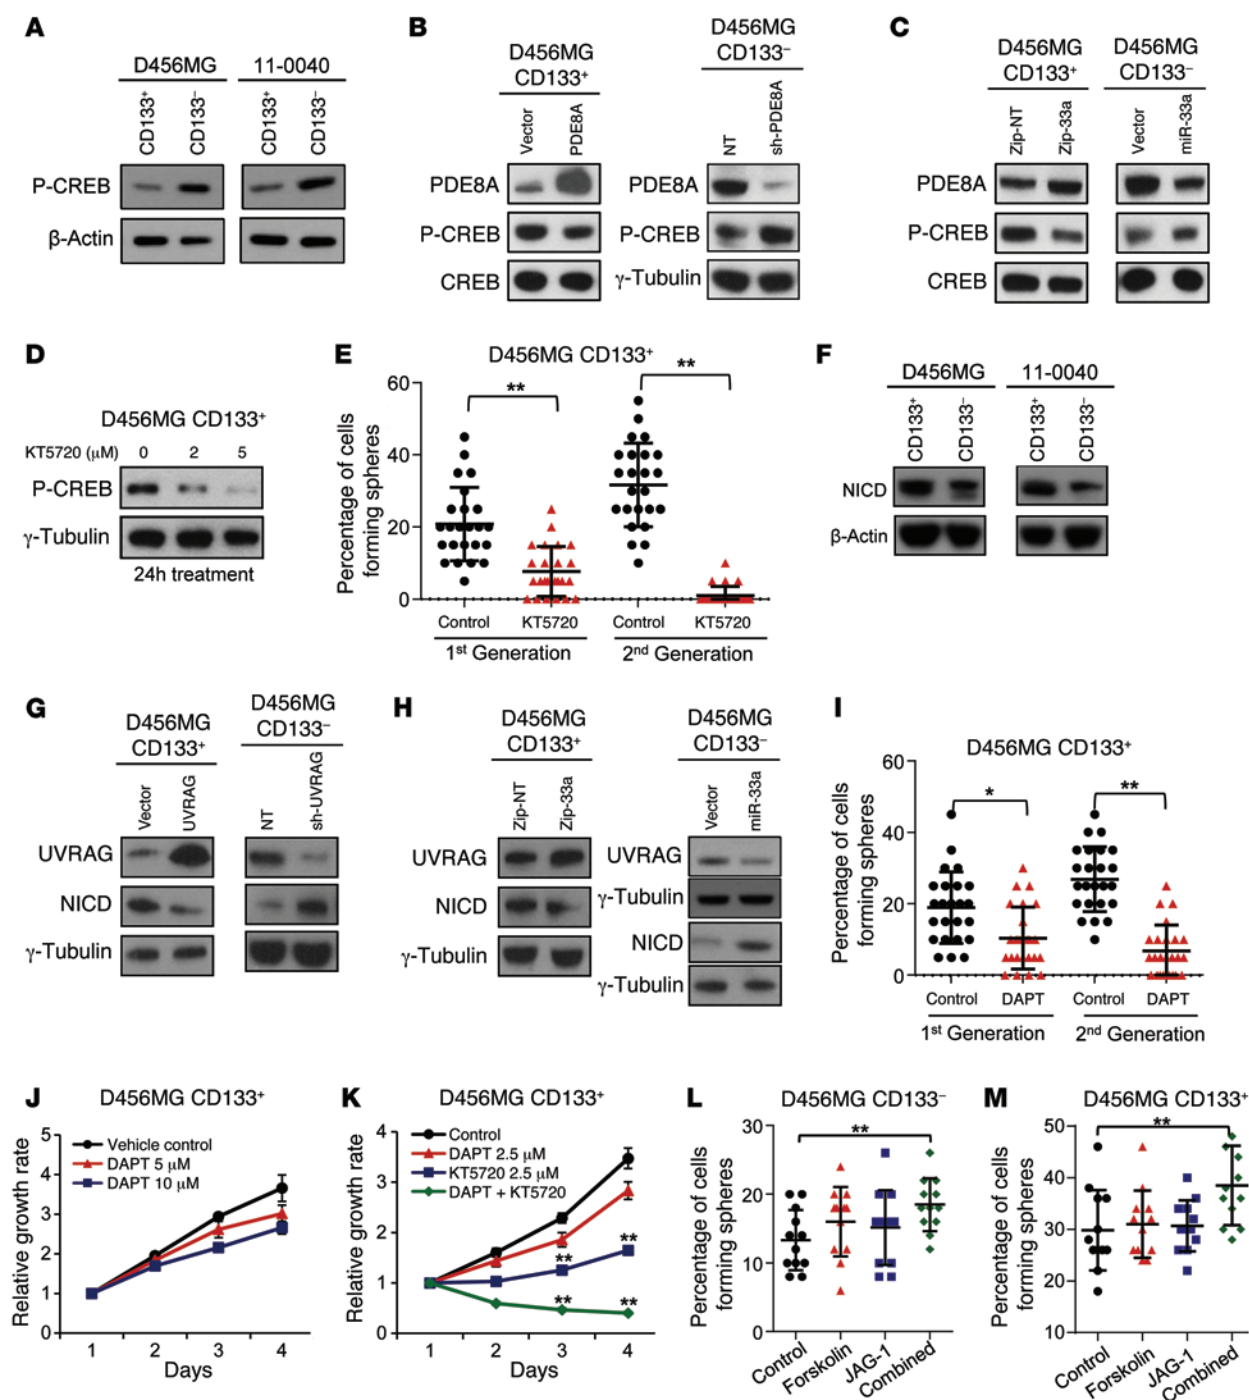 A
D456MG 11-0040
CD133+ CD133– CD133+ CD133–
P-CREB
β-Actin
B
D456MG CD133+
D456MG CD133–
Vector PDE8A
NT sh-PDE8A
PDE8A PDE8A
P-CREB P-CREB
CREB γ-Tubulin
C
D456MG CD133+
D456MG CD133–
Zip-NT Zip-33a
Vector miR-33a
PDE8A
P-CREB
CREB
D
D456MG CD133+
KT5720 (μM) 0 2 5
P-CREB
γ-Tubulin
24h treatment
E
D456MG CD133+
Percentage of cells forming spheres
60
40
20
0
** **
Control KT5720 Control KT5720
1st Generation 2nd Generation
F
D456MG 11-0040
CD133+ CD133– CD133+ CD133–
NICD
β-Actin
G
D456MG CD133+
D456MG CD133–
Vector UVRAG
NT sh-UVRAG
UVRAG
NICD
γ-Tubulin
H
D456MG CD133+
D456MG CD133–
Zip-NT Zip-33a
Vector miR-33a
UVRAG UVRAG
γ-Tubulin
NICD NICD
γ-Tubulin γ-Tubulin
I
D456MG CD133+
Percentage of cells forming spheres
60
40
20
0
* **
Control DAPT Control DAPT
1st Generation 2nd Generation
J
D456MG CD133+
Relative growth rate
5
4
3
2
1
0
Vehicle control
DAPT 5 μM
DAPT 10 μM
1 2 3 4
Days
K
D456MG CD133+
Relative growth rate
4
3
2
1
0
Control
DAPT 2.5 μM
KT5720 2.5 μM
DAPT + KT5720
** **
** **
1 2 3 4
Days
L
D456MG CD133–
Percentage of cells forming spheres
30
20
10
0
**
Control Forskolin JAG-1 Combined
M
D456MG CD133+
Percentage of cells forming spheres
50
40
30
20
10
**
Control Forskolin JAG-1 Combined